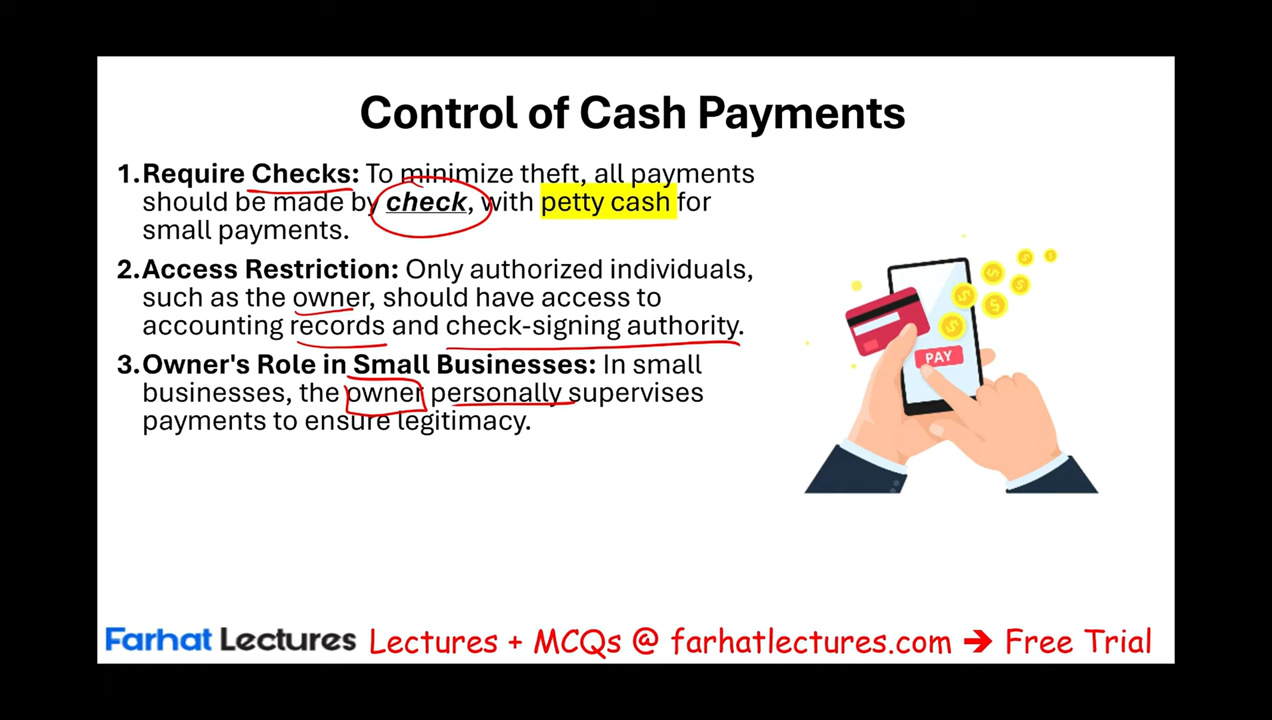 Control of Cash Payments
1. Require Checks: To minimize theft, all payments
should be made by check, with petty cash for
small payments.
2. Access Restriction: Only authorized individuals,
such as the owner, should have access to
accounting records and check-signing authority.
3. Owner's Role in Small Businesses: In small
businesses, the owner personally supervises
payments to ensure legitimacy.
PAY
Farhat Lectures Lectures + MCQs @ farhatlectures.com → Free Trial